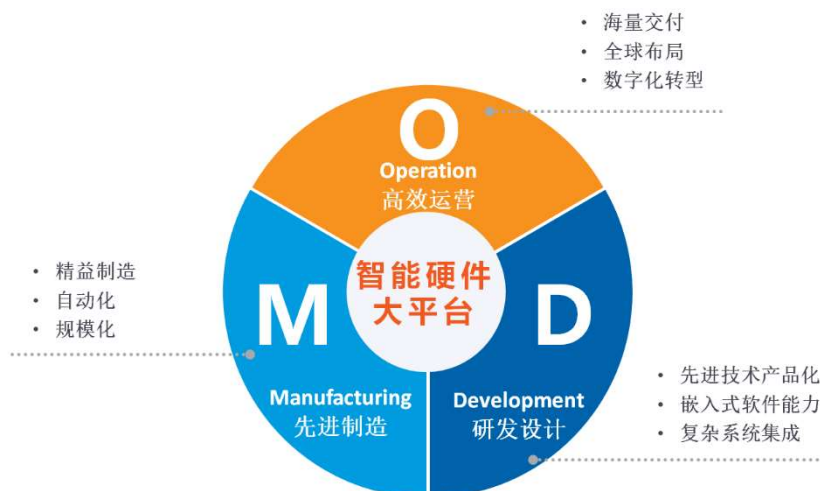 • 海量交付
• 全球布局
• 数字化转型
O
Operation
高效运营
智能硬件
大平台
• 精益制造
• 自动化
• 规模化
M
Manufacturing
先进制造
D
Development
研发设计
• 先进技术产品化
• 嵌入式软件能力
• 复杂系统集成